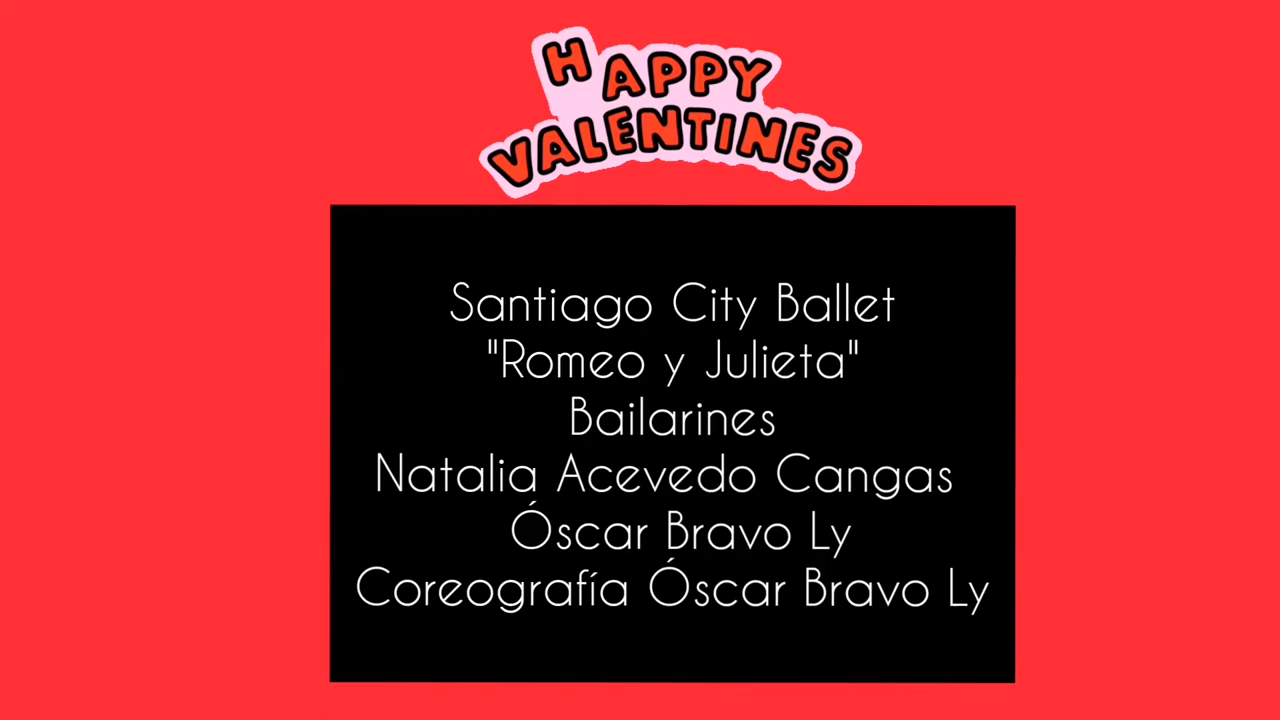 HAPPY
VALENTINES
Santiago City Ballet
"Romeo y Julieta"
Bailarines
Natalia Acevedo Cangas
Óscar Bravo Ly
Coreografía Óscar Bravo Ly